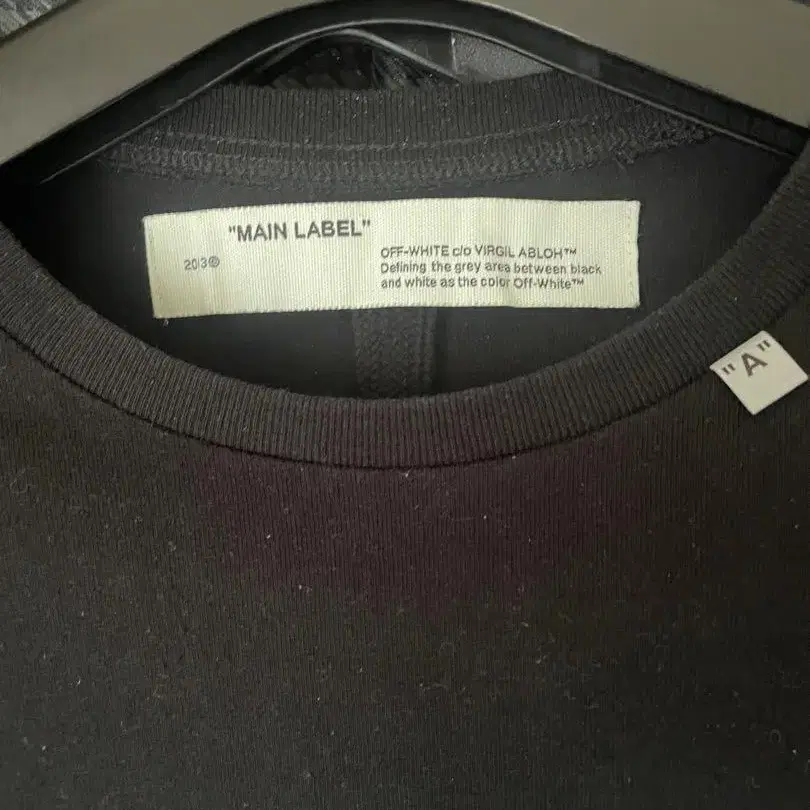 "MAIN LABEL"
2013©
OFF-WHITE c/o VIRGIL ABLOH™
Defining the grey area between black
and white as the color Off-White™
"A"